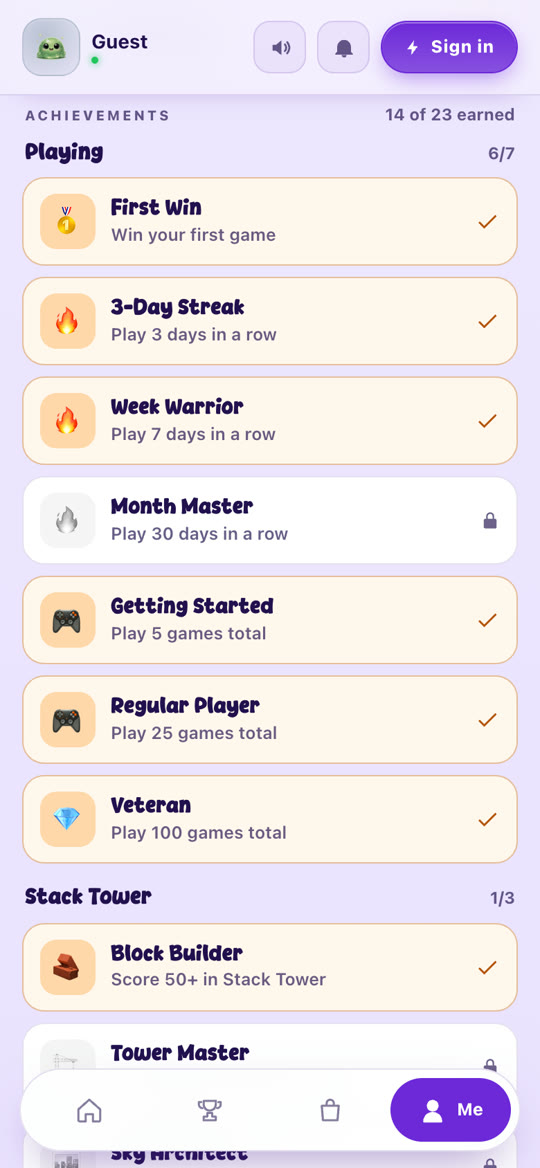 Guest
Sign in
ACHIEVEMENTS
14 of 23 earned
Playing
6/7
First Win
Win your first game
3-Day Streak
Play 3 days in a row
Week Warrior
Play 7 days in a row
Month Master
Play 30 days in a row
Getting Started
Play 5 games total
Regular Player
Play 25 games total
Veteran
Play 100 games total
Stack Tower
1/3
Block Builder
Score 50+ in Stack Tower
Tower Master
Me
Sky Architect